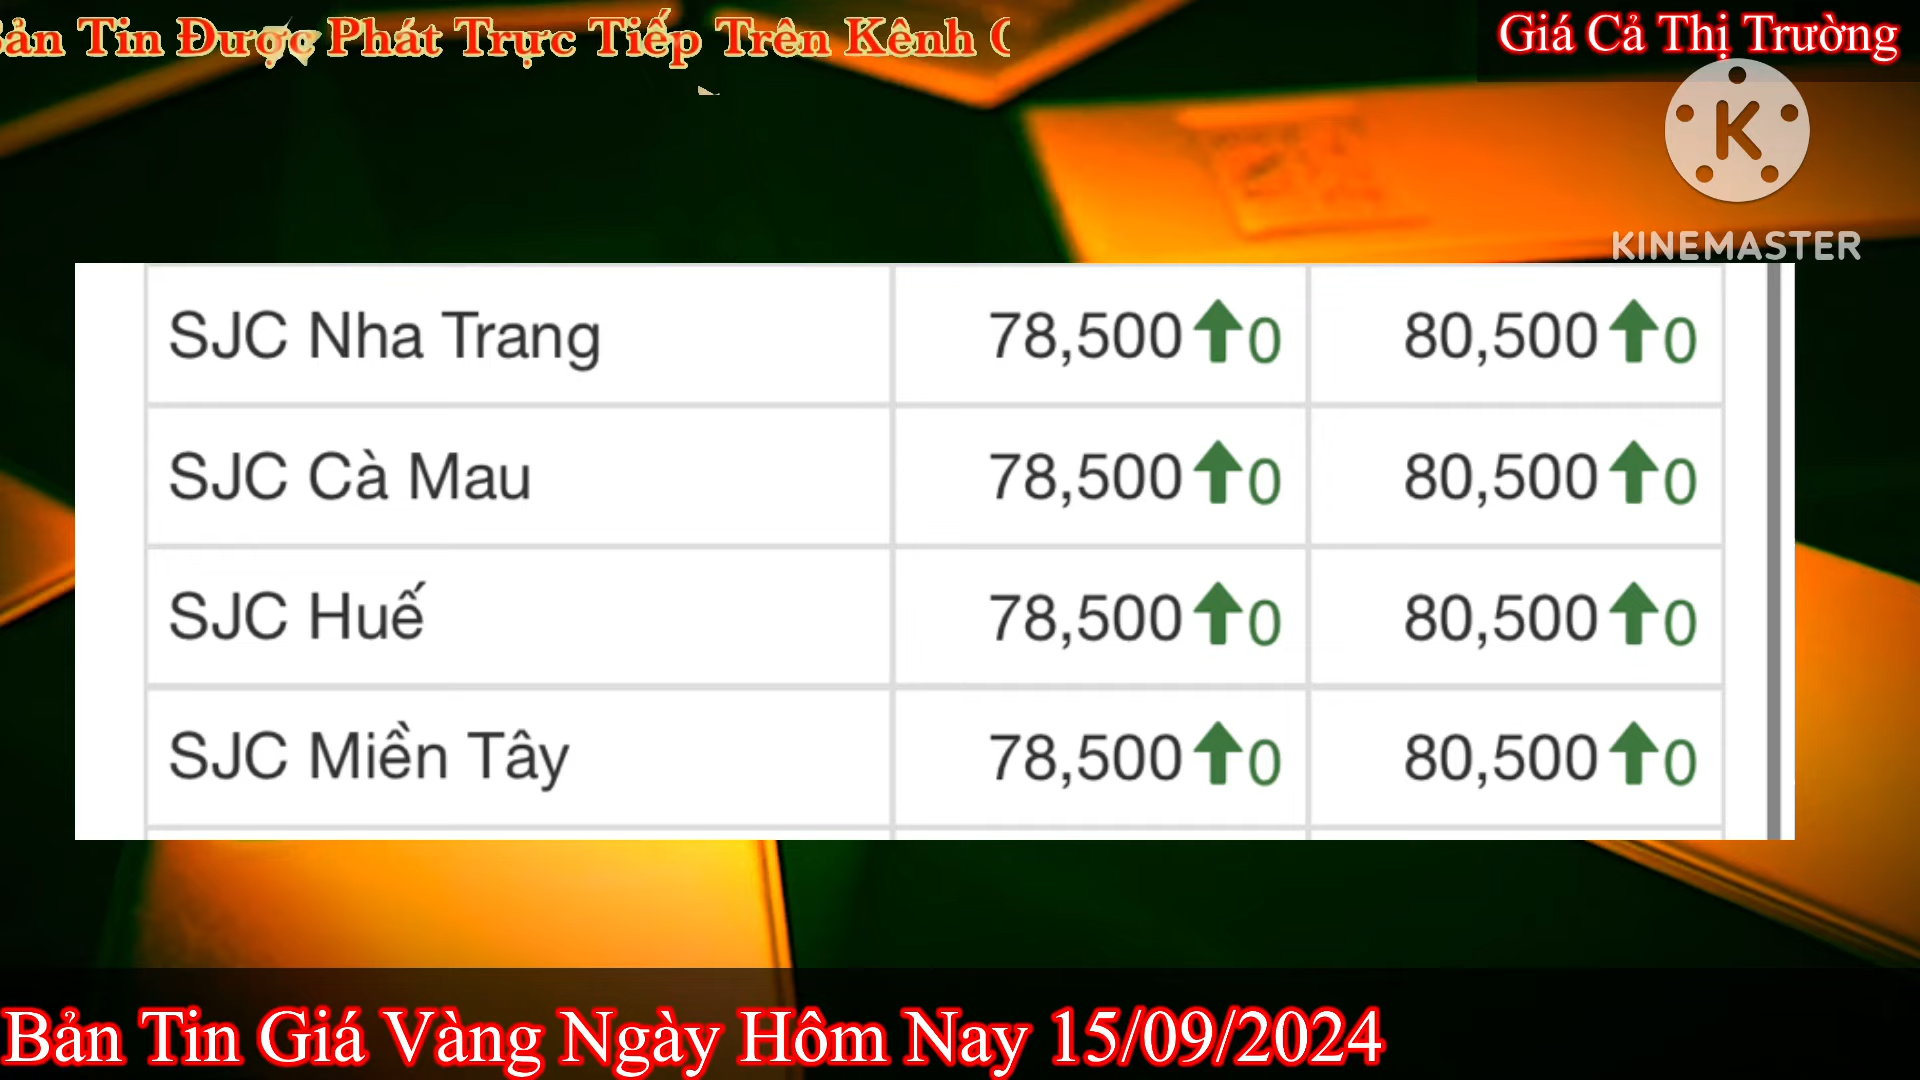 Bản Tin Được Phát Trực Tiếp Trên Kênh
Giá Cả Thị Trường
K
KINEMASTER
SJC Nha Trang 78,500 0 80,500 0
SJC Cà Mau 78,500 0 80,500 0
SJC Huế 78,500 0 80,500 0
SJC Miền Tây 78,500 0 80,500 0
Bản Tin Giá Vàng Ngày Hôm Nay 15/09/2024